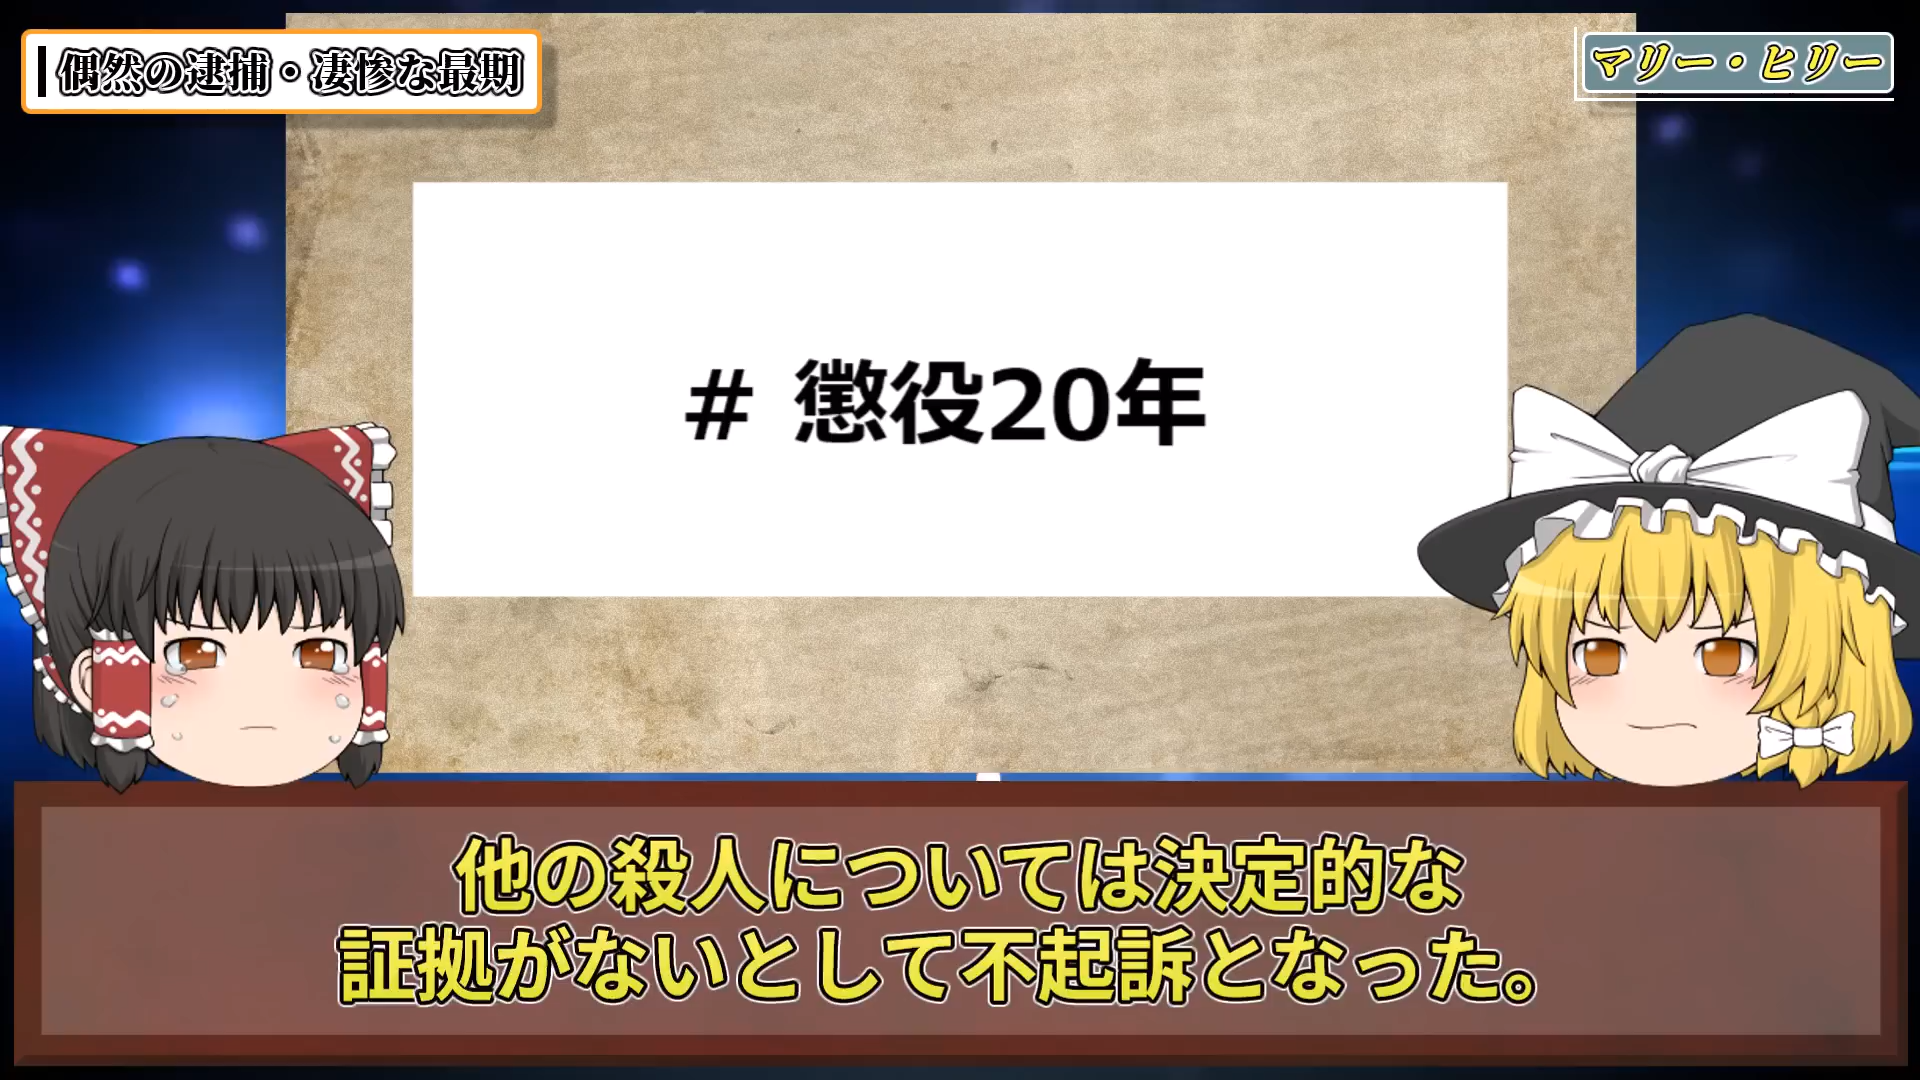 偶然の逮捕・凄惨な最期
マリー・ヒリー
# 懲役20年
他の殺人については決定的な
証拠がないとして不起訴となった。